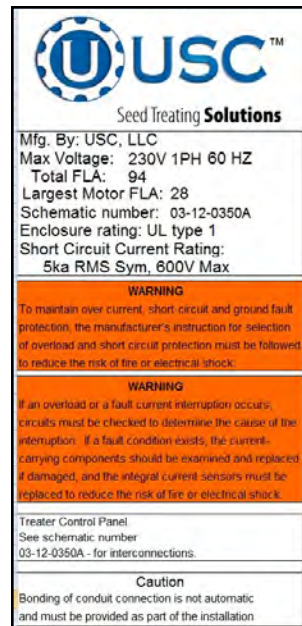 U USC™
Seed Treating Solutions
Mfg. By: USC, LLC
Max Voltage: 230V 1PH 60 HZ
Total FLA: 94
Largest Motor FLA: 28
Schematic number: 03-12-0350A
Enclosure rating: UL type 1
Short Circuit Current Rating:
5ka RMS Sym, 600V Max
WARNING
To maintain over current, short circuit and ground fault
protection, the manufacturer's instruction for selection
of overload and short circuit protection must be followed
to reduce the risk of fire or electrical shock.
WARNING
If an overload or a fault current interruption occurs,
circuits must be checked to determine the cause of the
interruption. If a fault condition exists, the current-
carrying components should be examined and replaced
if damaged, and the integral current sensors must be
replaced to reduce the risk of fire or electrical shock.
Treater Control Panel
See schematic number
03-12-0350A - for interconnections.
Caution
Bonding of conduit connection is not automatic
and must be provided as part of the installation